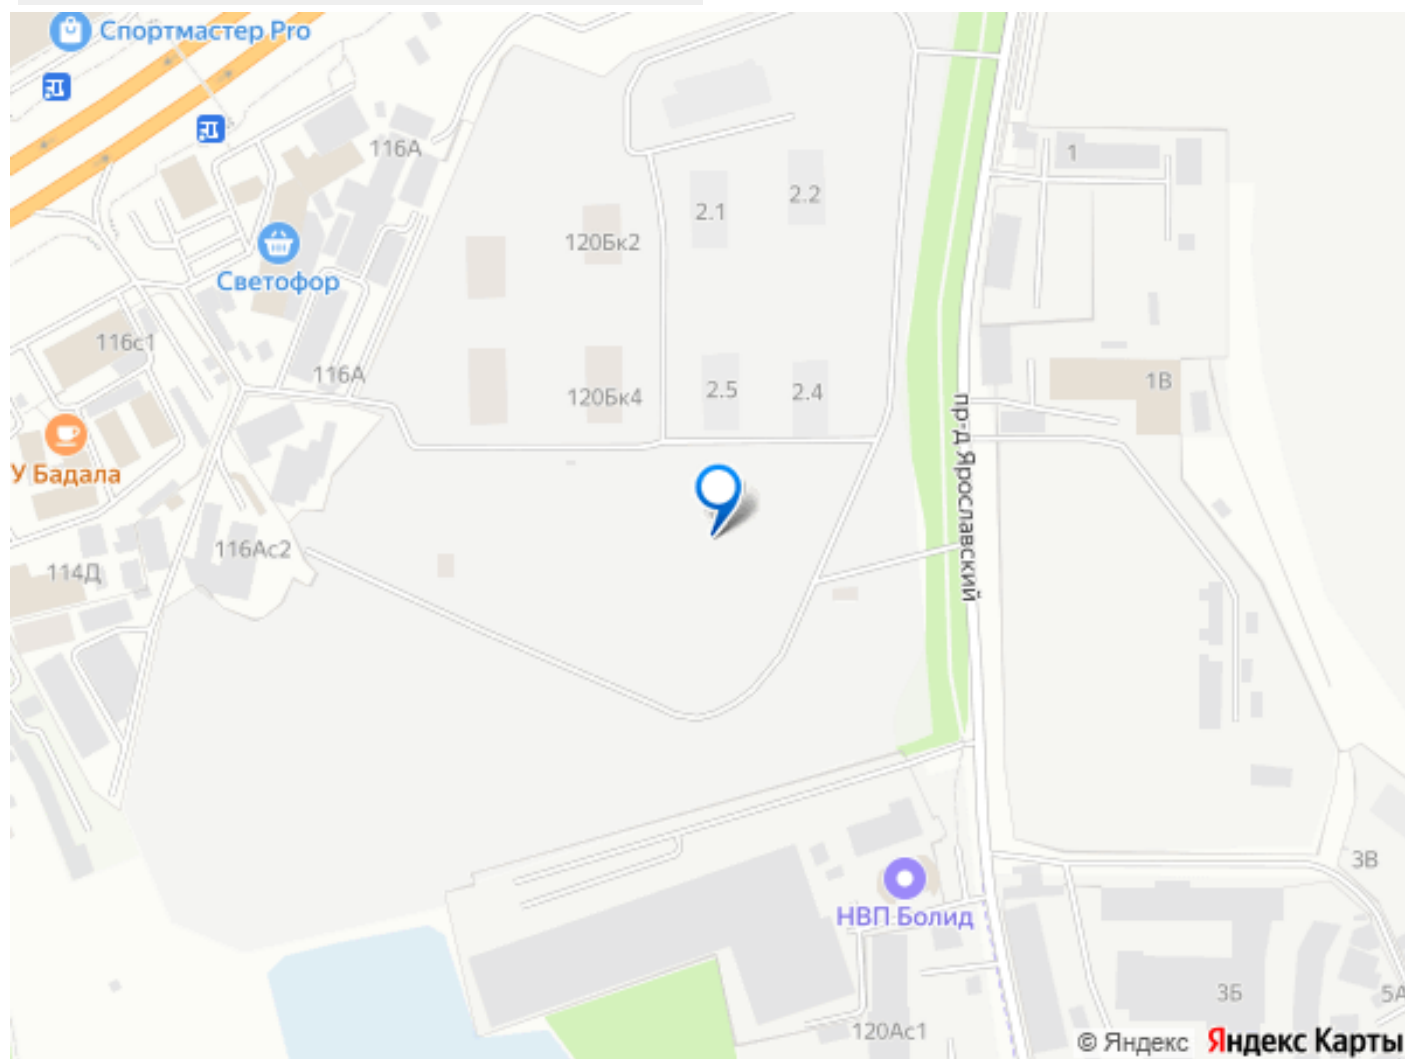 Спортмастер Pro
116А
1
2.2
2.1
120Бк2
Светофор
116с1
116А
120Бк4
2.5
2.4
1В
пр-д Ярославский
У Бадала
116Ас2
114Д
3В
НВП Болид
3Б
5А
120Ас1
© Яндекс Яндекс Карты